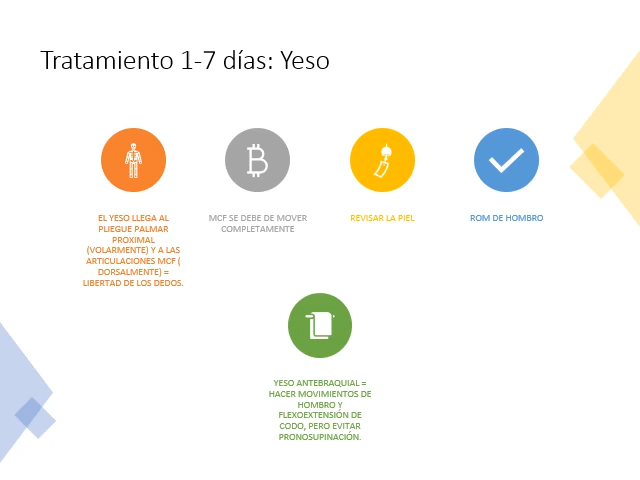 Tratamiento 1-7 días: Yeso
EL YESO LLEGA AL
PLIEGUE PALMAR
PROXIMAL
(VOLARMENTE) Y A LAS
ARTICULACIONES MCF (
DORSALMENTE) =
LIBERTAD DE LOS DEDOS.
MCF SE DEBE DE MOVER
COMPLETAMENTE
REVISAR LA PIEL
ROM DE HOMBRO
YESO ANTEBRAQUIAL =
HACER MOVIMIENTOS DE
HOMBRO Y
FLEXOEXTENSIÓN DE
CODO, PERO EVITAR
PRONOSUPINACIÓN.